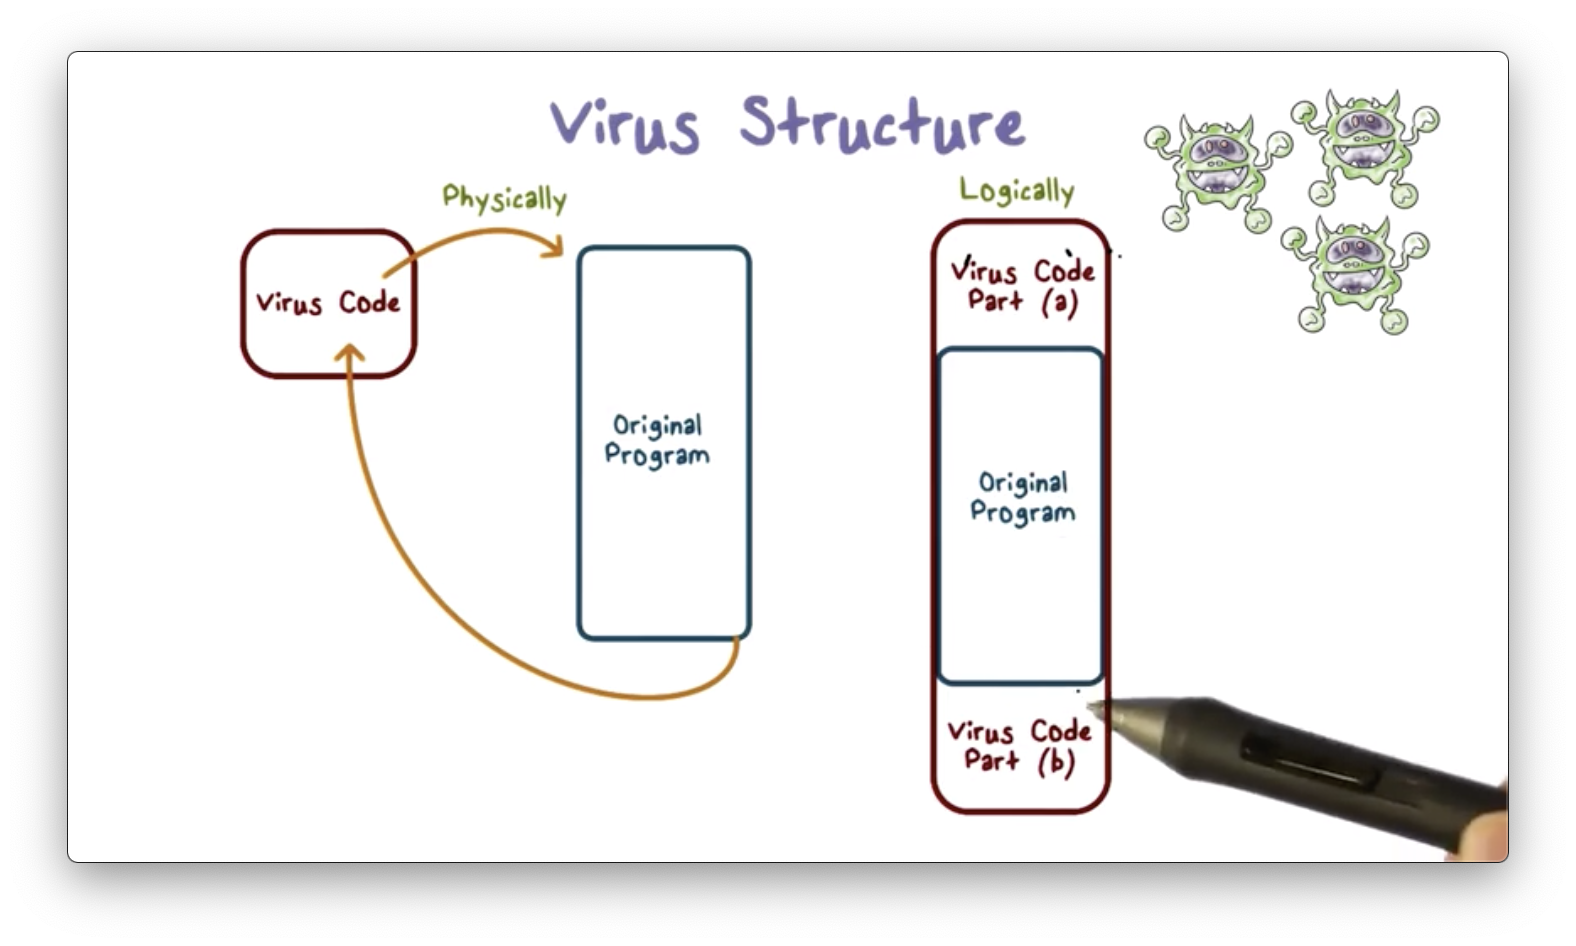 Virus Structure
Physically
Virus Code
Original
Program
Logically
Virus Code
Part (a)
Original
Program
Virus Code
Part (b)